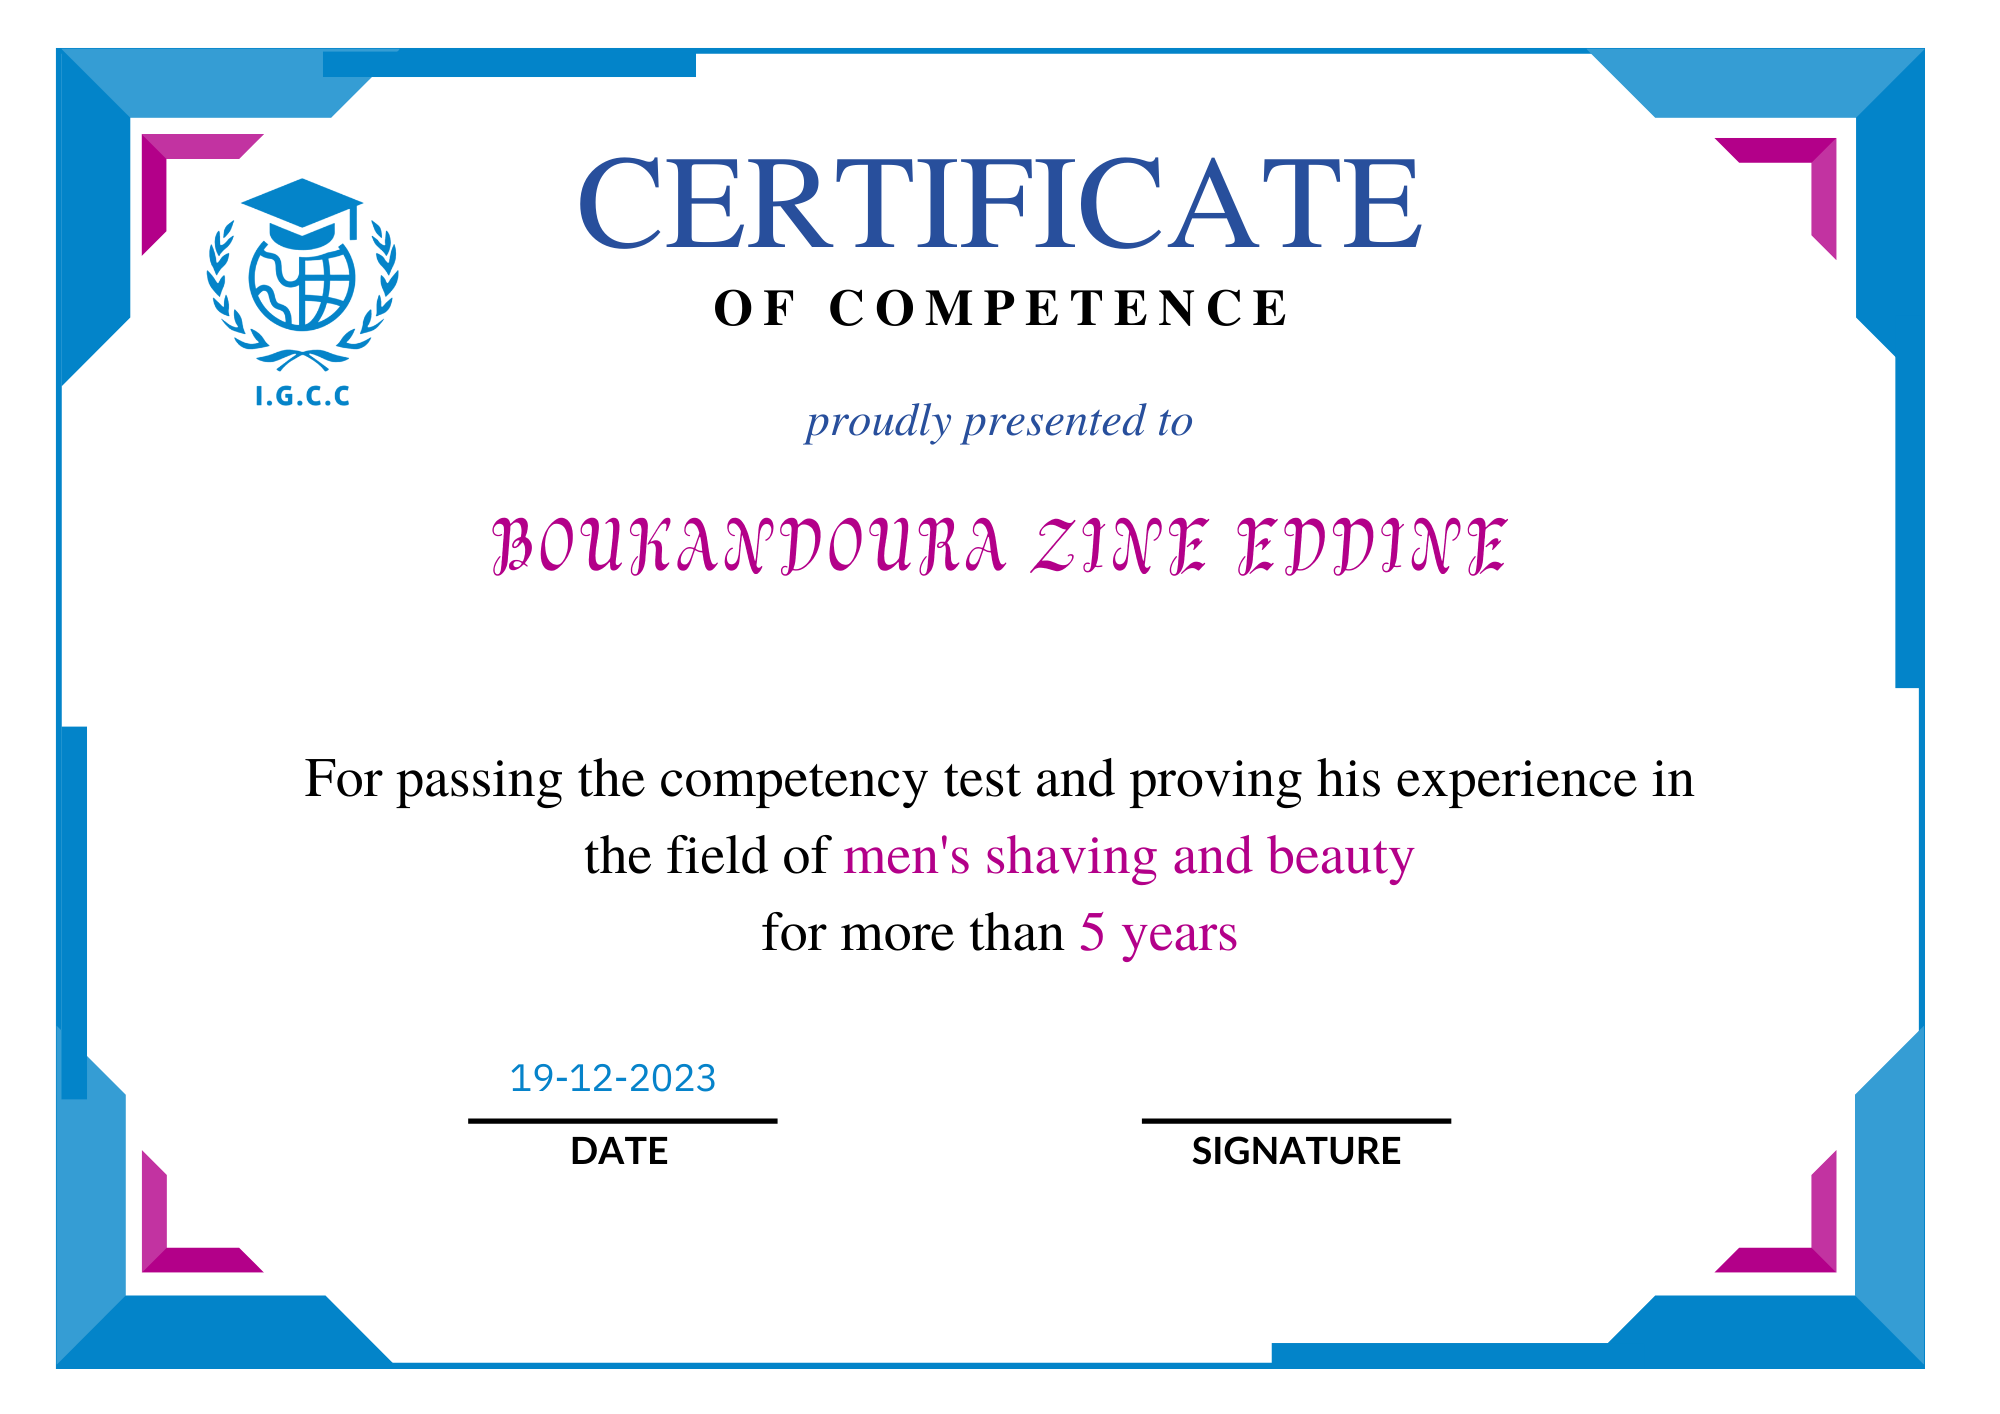 CERTIFICATE
OF COMPETENCE
I.G.C.C
proudly presented to
BOUKANDOURA ZINE EDDINE
For passing the competency test and proving his experience in
the field of men's shaving and beauty
for more than 5 years
19-12-2023
DATE
SIGNATURE